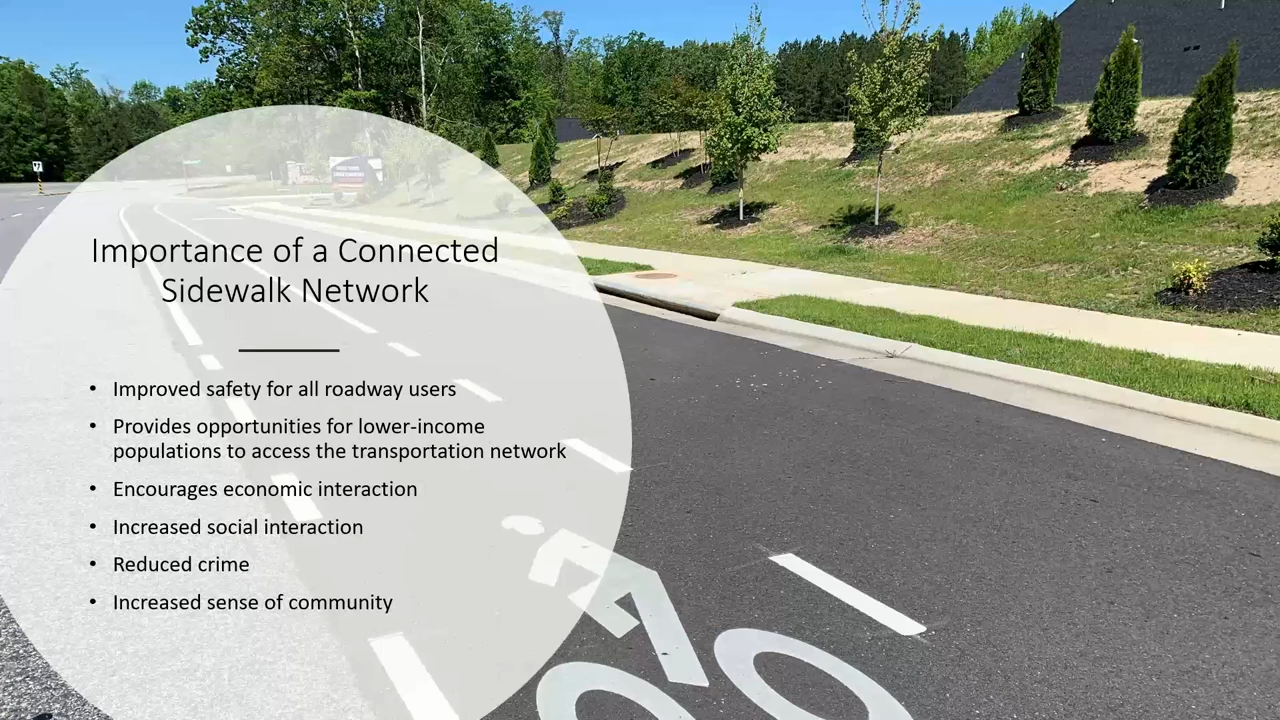 Importance of a Connected
Sidewalk Network
• Improved safety for all roadway users
• Provides opportunities for lower-income
populations to access the transportation network
• Encourages economic interaction
• Increased social interaction
• Reduced crime
• Increased sense of community